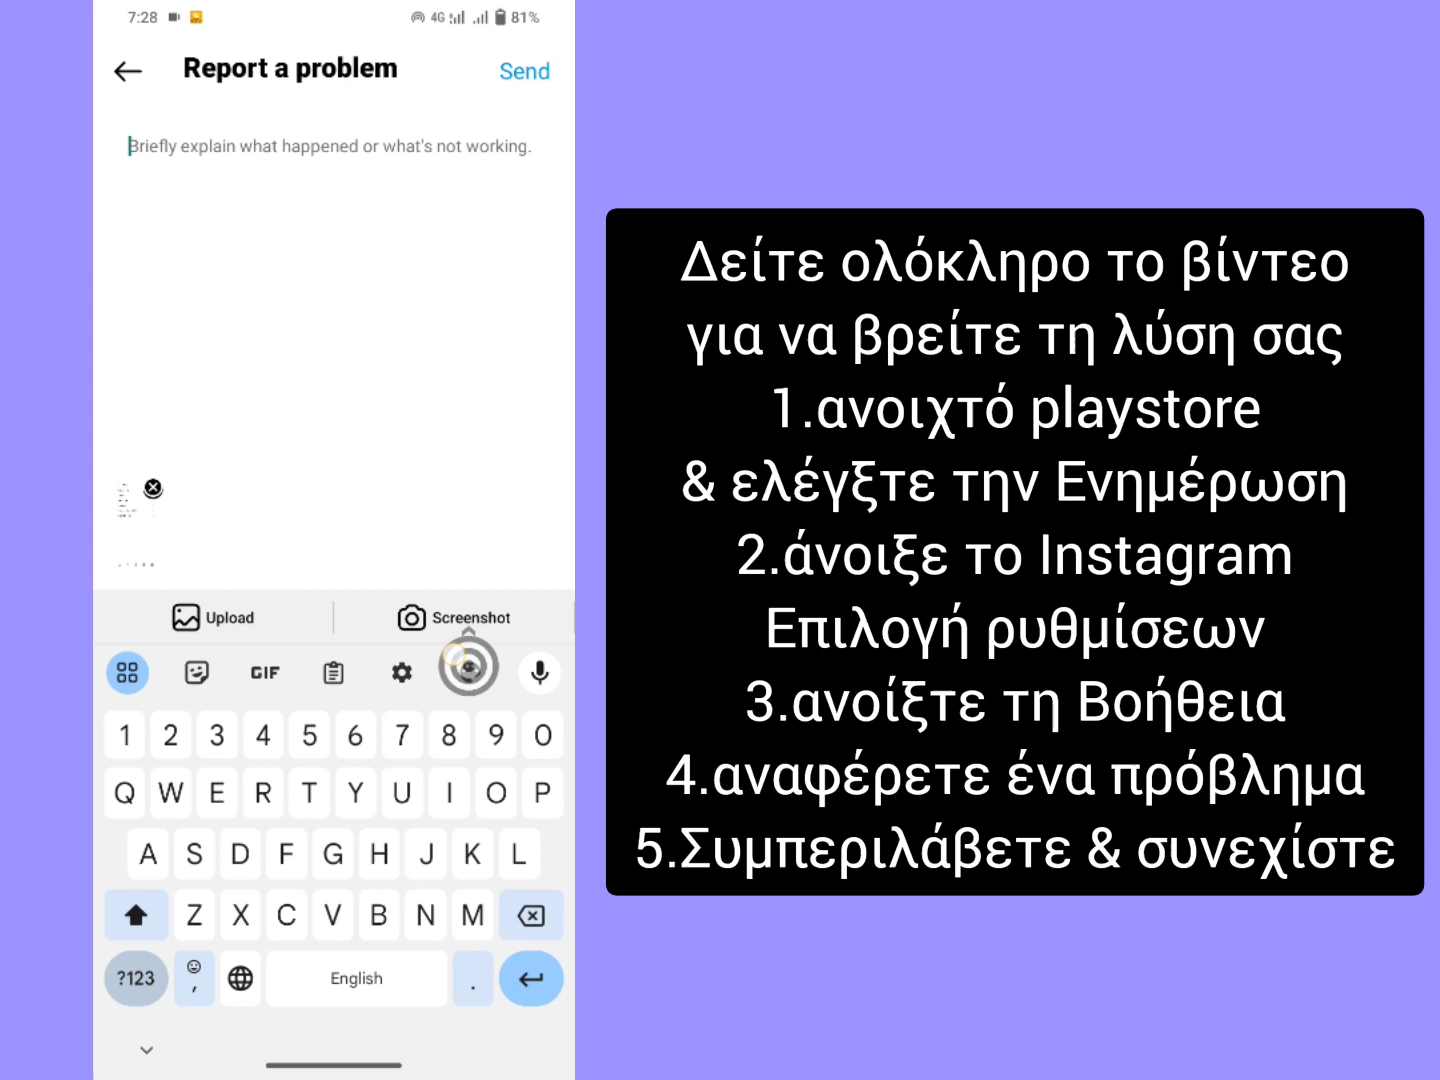 7:28
4G
81%
Report a problem
Send
Briefly explain what happened or what's not working.
Upload
Screenshot
GIF
1 2 3 4 5 6 7 8 9 0
Q W E R T Y U I O P
A S D F G H J K L
Z X C V B N M
?123
,
English
.
Δείτε ολόκληρο το βίντεο
για να βρείτε τη λύση σας
1.ανοιχτό playstore
& ελέγξτε την Ενημέρωση
2.άνοιξε το Instagram
Επιλογή ρυθμίσεων
3.ανοίξτε τη Βοήθεια
4.αναφέρετε ένα πρόβλημα
5.Συμπεριλάβετε & συνεχίστε